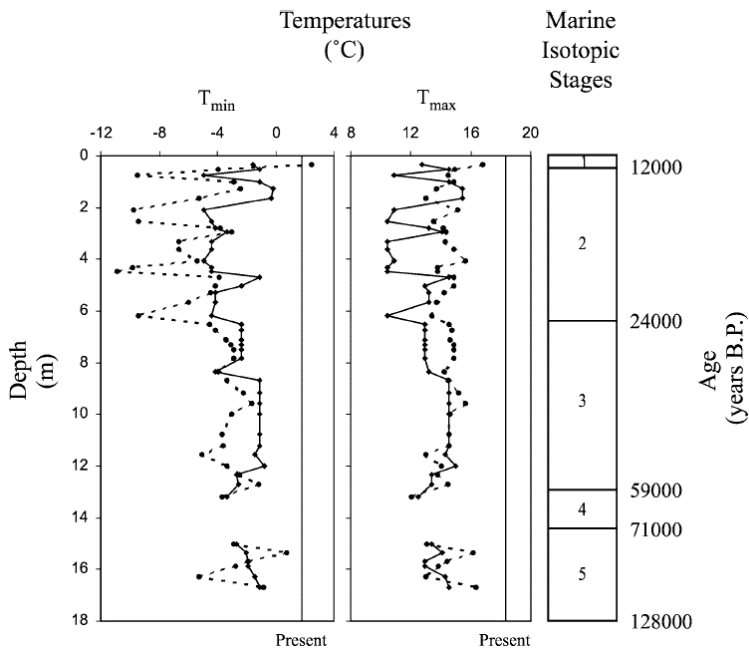 Temperatures
(˚C)
Marine
Isotopic
Stages
Tmin
Tmax
-12 -8 -4 0 4
8 12 16 20
0
2
4
6
8
10
12
14
16
18
Depth
(m)
Present
Present
1
2
3
4
5
12000
24000
59000
71000
128000
Age
(years B.P.)